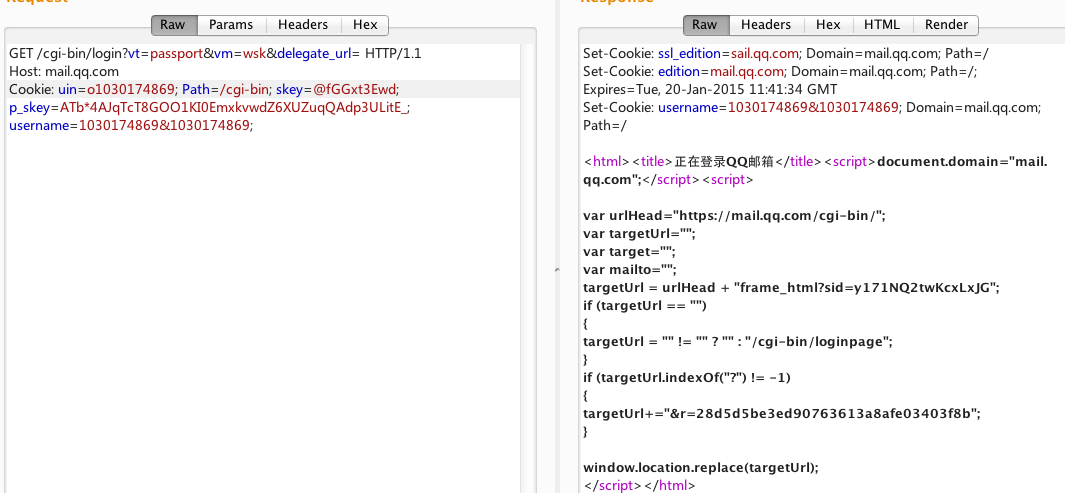 Request
Raw Params Headers Hex
GET /cgi-bin/login?vt=passport&vm=wsk&delegate_url= HTTP/1.1
Host: mail.qq.com
Cookie: uin=o1030174869; Path=/cgi-bin; skey=@fGGxt3Ewd;
p_skey=ATb*4AJqTcT8GOO1KI0EmxkvwdZ6XUZuqQAdp3ULitE_;
username=1030174869&1030174869;
Response
Raw Headers Hex HTML Render
Set-Cookie: ssl_edition=sail.qq.com; Domain=mail.qq.com; Path=/
Set-Cookie: edition=mail.qq.com; Domain=mail.qq.com; Path=/;
Expires=Tue, 20-Jan-2015 11:41:34 GMT
Set-Cookie: username=1030174869&1030174869; Domain=mail.qq.com;
Path=/
<html><title>正在登录QQ邮箱</title><script>document.domain="mail.
qq.com";</script><script>
var urlHead="https://mail.qq.com/cgi-bin/";
var targetUrl="";
var target="";
var mailto="";
targetUrl = urlHead + "frame_html?sid=y171NQ2twKcxLxJG";
if (targetUrl == "")
{
targetUrl = "" != "" ? "" : "/cgi-bin/loginpage";
}
if (targetUrl.indexOf("?") != -1)
{
targetUrl+="&r=28d5d5be3ed90763613a8afe03403f8b";
}
window.location.replace(targetUrl);
</script></html>